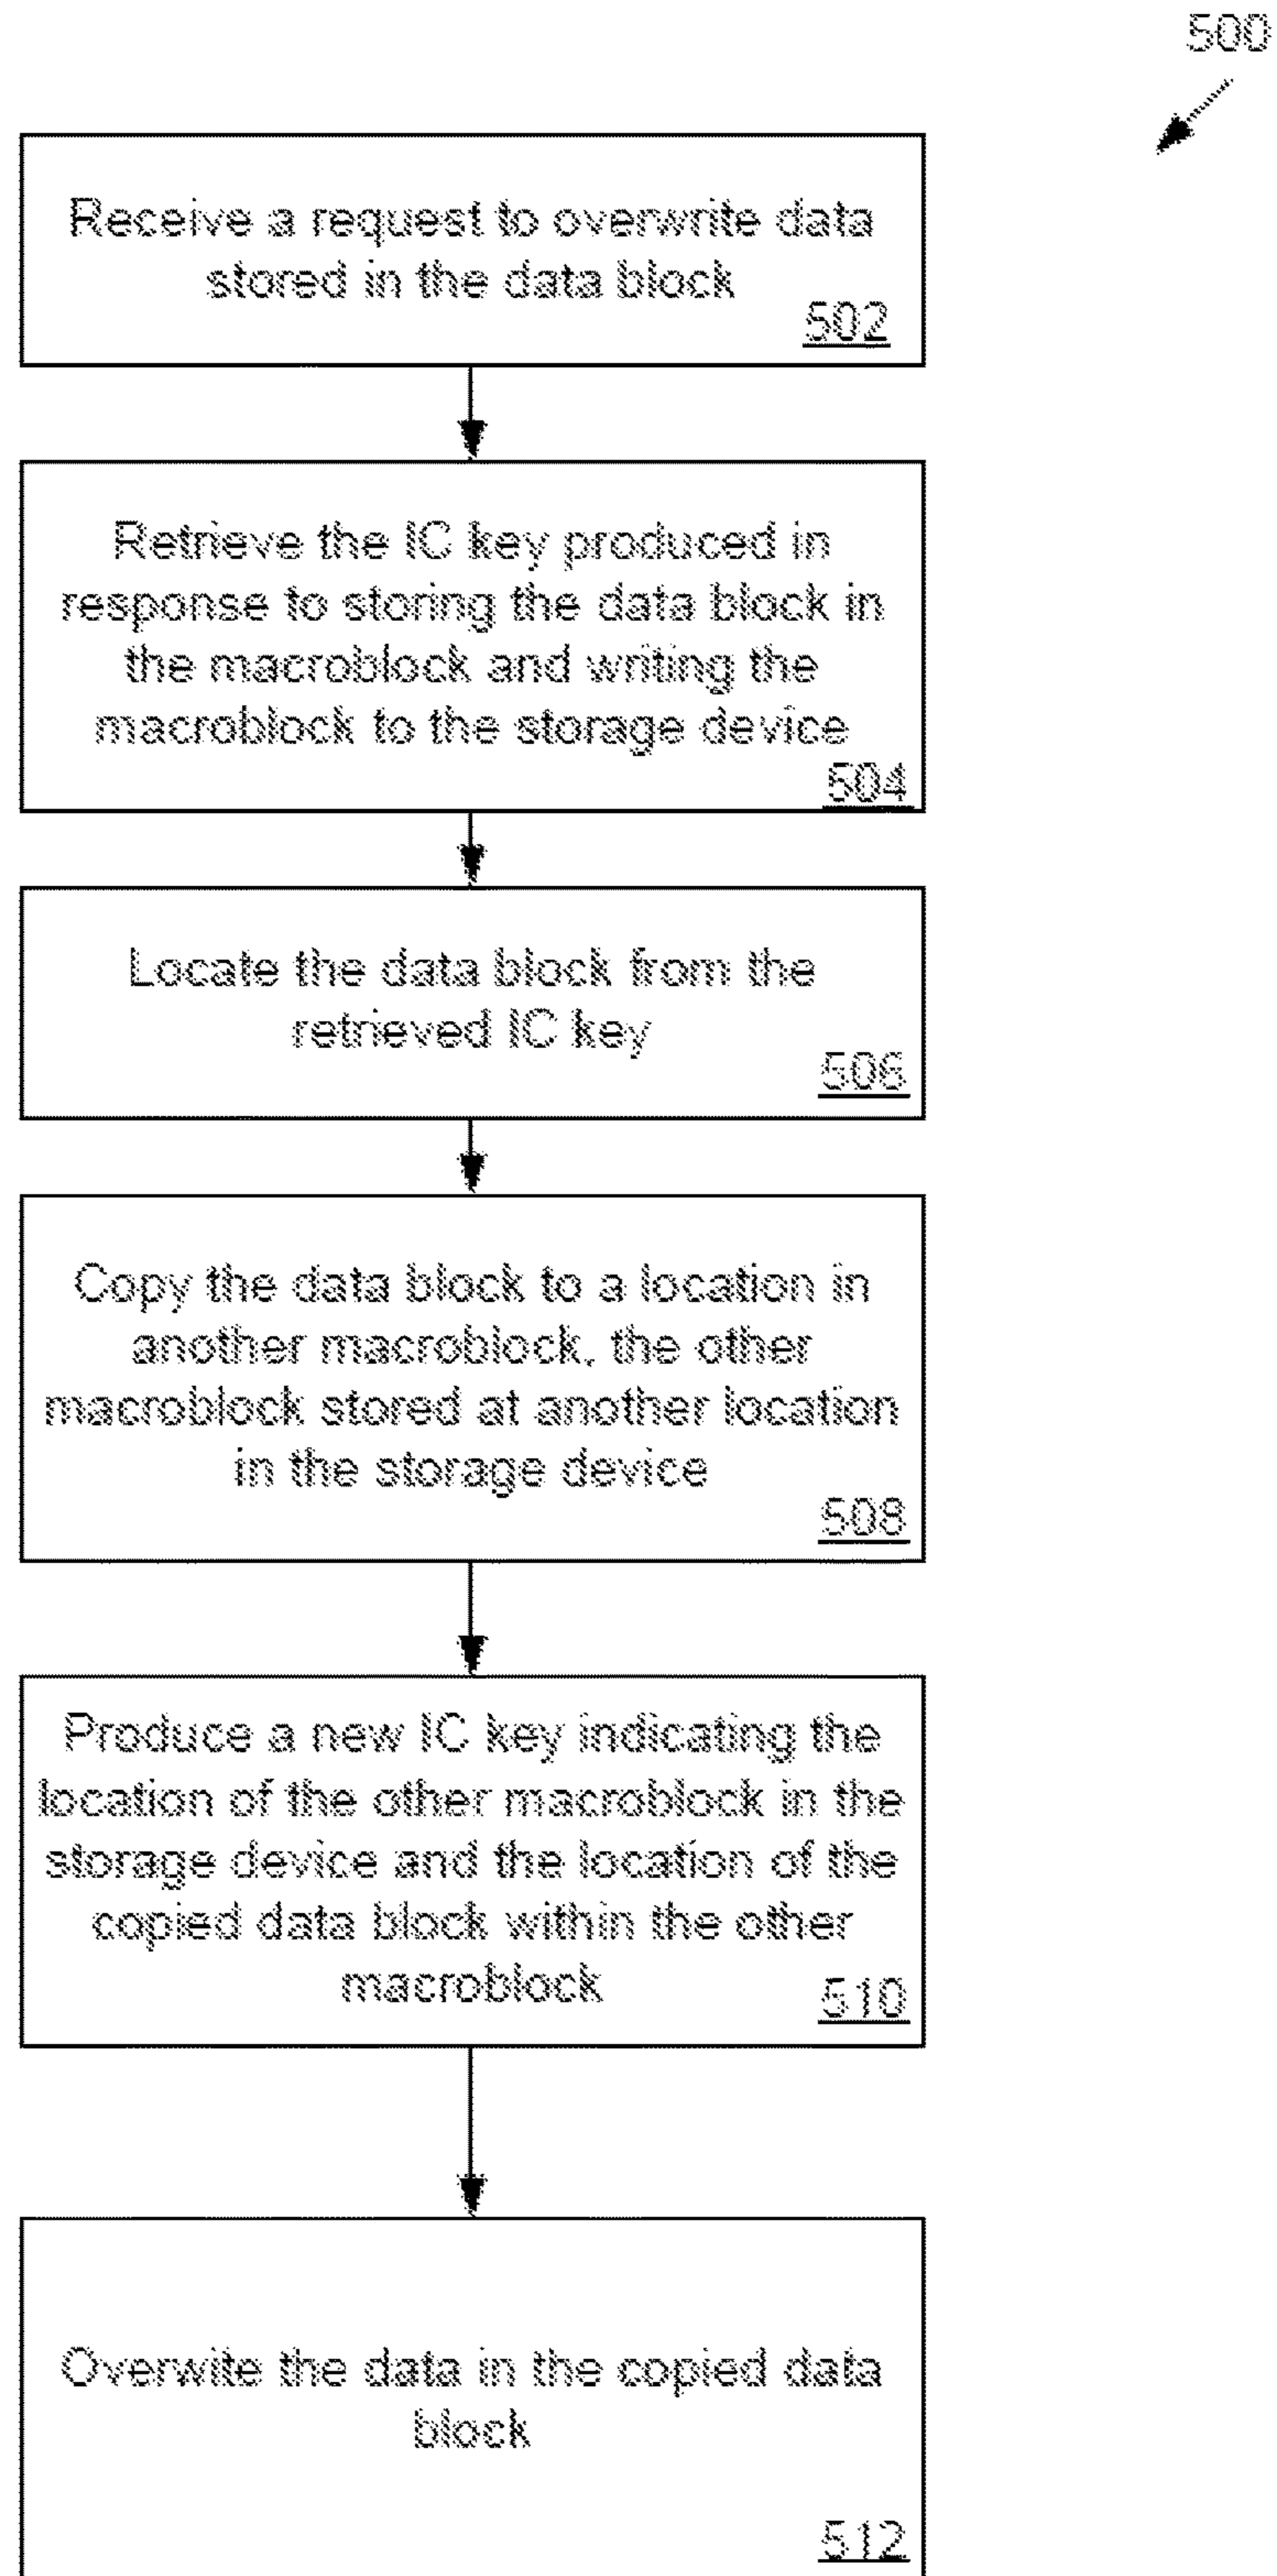 500
Receive a request to overwrite data
stored in the data block
502
Retrieve the IC key produced in
response to storing the data block in
the macroblock and writing the
macroblock to the storage device
504
Locate the data block from the
retrieved IC key
506
Copy the data block to a location in
another macroblock, the other
macroblock stored at another location
in the storage device
508
Produce a new IC key indicating the
location of the other macroblock in the
storage device and the location of the
copied data block within the other
macroblock
510
Overwite the data in the copied data
block
512